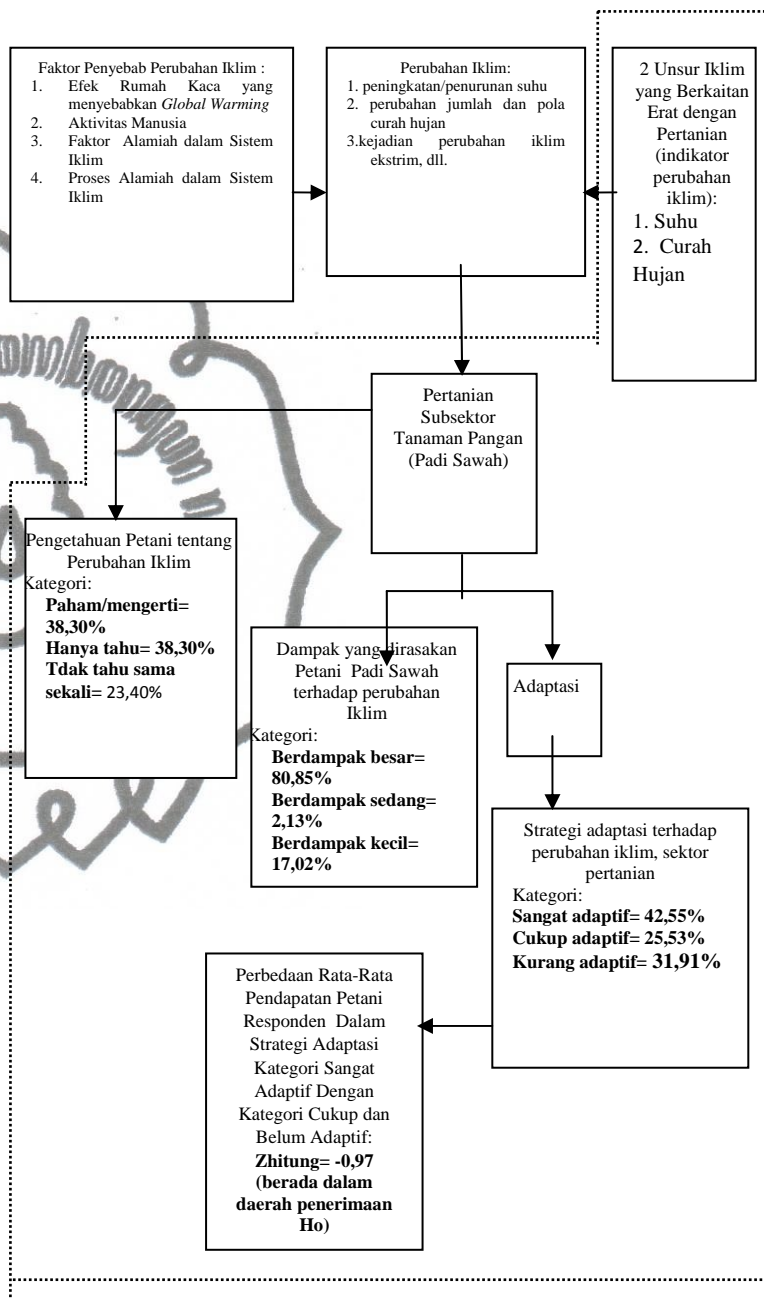 Faktor Penyebab Perubahan Iklim :
1. Efek Rumah Kaca yang
menyebabkan Global Warming
2. Aktivitas Manusia
3. Faktor Alamiah dalam Sistem
Iklim
4. Proses Alamiah dalam Sistem
Iklim
Perubahan Iklim:
1. peningkatan/penurunan suhu
2. perubahan jumlah dan pola
curah hujan
3.kejadian perubahan iklim
ekstrim, dll.
2 Unsur Iklim
yang Berkaitan
Erat dengan
Pertanian
(indikator
perubahan
iklim):
1. Suhu
2. Curah
Hujan
Pertanian
Subsektor
Tanaman Pangan
(Padi Sawah)
Pengetahuan Petani tentang
Perubahan Iklim
Kategori:
Paham/mengerti=
38,30%
Hanya tahu= 38,30%
Tdak tahu sama
sekali= 23,40%
Dampak yang dirasakan
Petani Padi Sawah
terhadap perubahan
Iklim
Kategori:
Berdampak besar=
80,85%
Berdampak sedang=
2,13%
Berdampak kecil=
17,02%
Adaptasi
Strategi adaptasi terhadap
perubahan iklim, sektor
pertanian
Kategori:
Sangat adaptif= 42,55%
Cukup adaptif= 25,53%
Kurang adaptif= 31,91%
Perbedaan Rata-Rata
Pendapatan Petani
Responden Dalam
Strategi Adaptasi
Kategori Sangat
Adaptif Dengan
Kategori Cukup dan
Belum Adaptif:
Zhitung= -0,97
(berada dalam
daerah penerimaan
Ho)